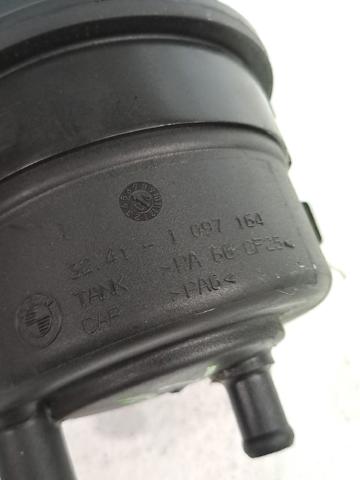 32.41 - 1 097 164
TANK >PA 66 GF25<
CAP >PA6<